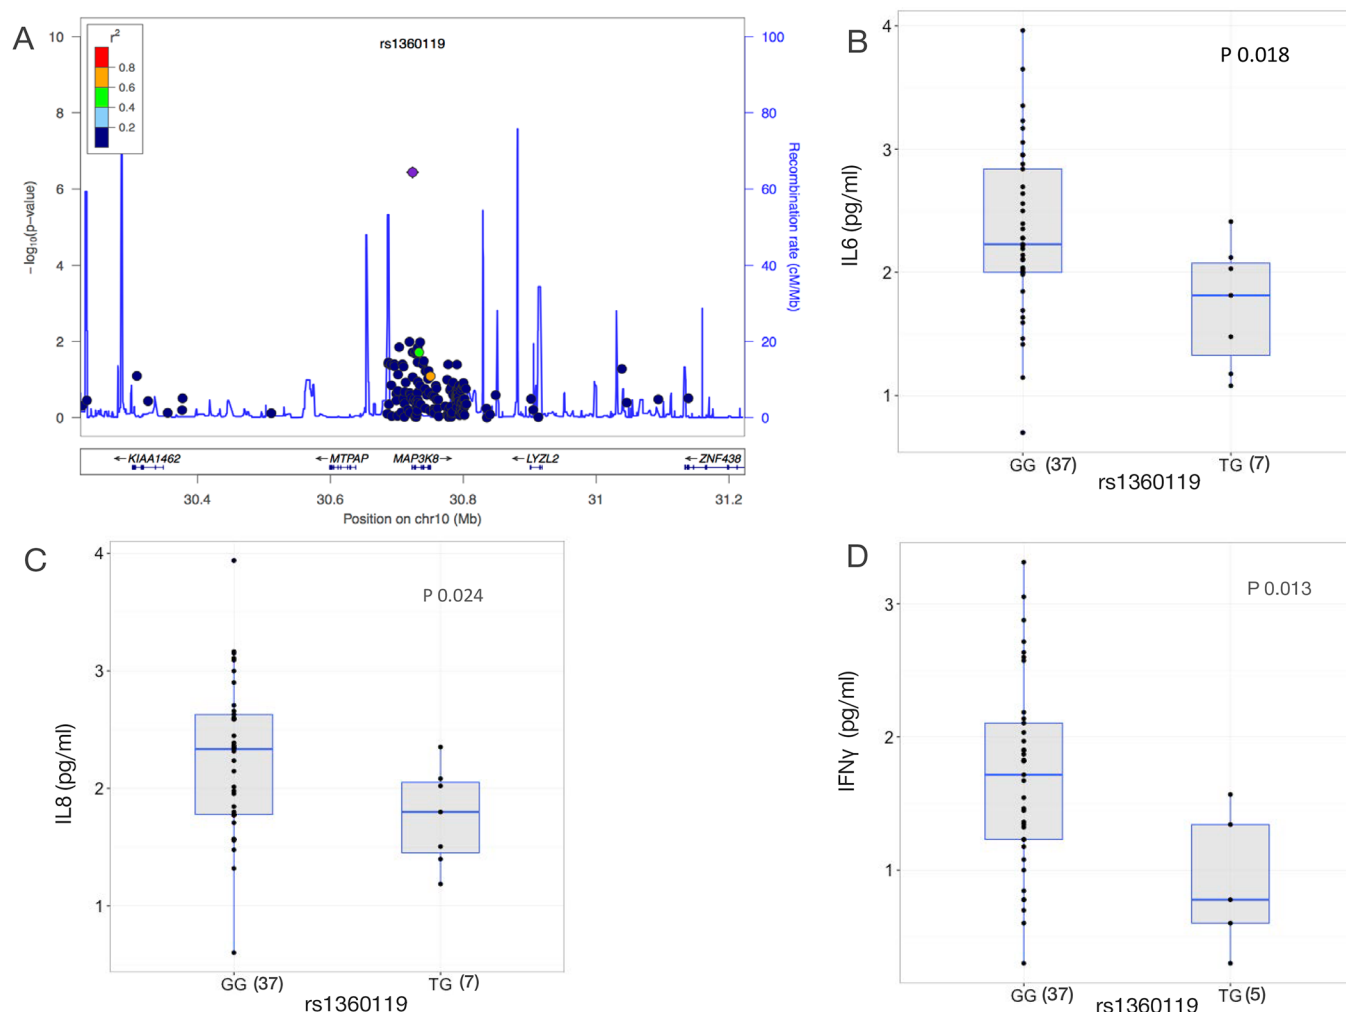 A
r2
0.8
0.6
0.4
0.2
rs1360119
10
8
6
4
2
0
−log10(p−value)
100
80
60
40
20
0
Recombination rate (cM/Mb)
←KIAA1462
←MTPAP
MAP3K8→
←LYZL2
←ZNF438
30.4 30.6 30.8 31 31.2
Position on chr10 (Mb)
B
P 0.018
4
3
2
1
IL6 (pg/ml)
GG (37) TG (7)
rs1360119
C
P 0.024
4
3
2
1
IL8 (pg/ml)
GG (37) TG (7)
rs1360119
D
P 0.013
3
2
1
IFNγ (pg/ml)
GG (37) TG(5)
rs1360119